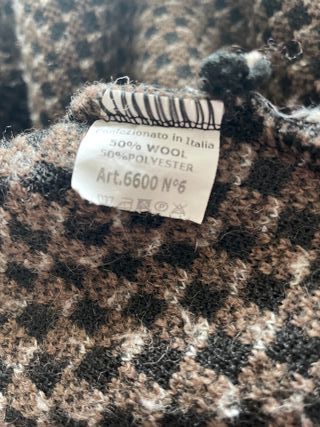 Confezionato in Italia
50% WOOL
50%POLYESTER
Art.6600 N°6